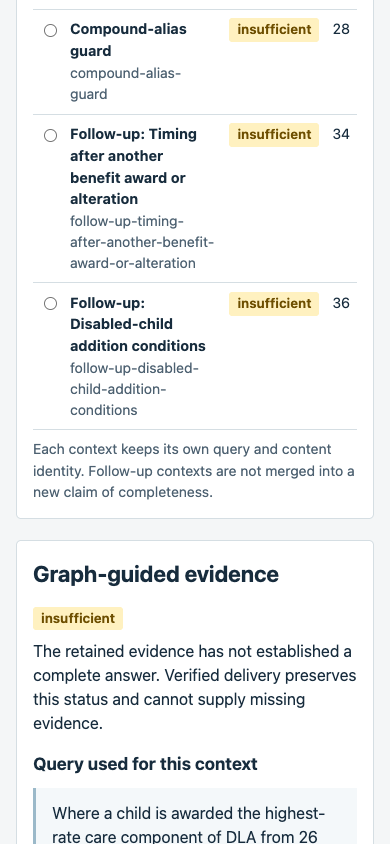 Compound-alias
guard
insufficient
28
compound-alias-
guard
Follow-up: Timing
after another
benefit award or
alteration
insufficient
34
follow-up-timing-
after-another-benefit-
award-or-alteration
Follow-up:
Disabled-child
addition conditions
insufficient
36
follow-up-disabled-
child-addition-
conditions
Each context keeps its own query and content
identity. Follow-up contexts are not merged into a
new claim of completeness.
Graph-guided evidence
insufficient
The retained evidence has not established a
complete answer. Verified delivery preserves
this status and cannot supply missing
evidence.
Query used for this context
Where a child is awarded the highest-
rate care component of DLA from 26